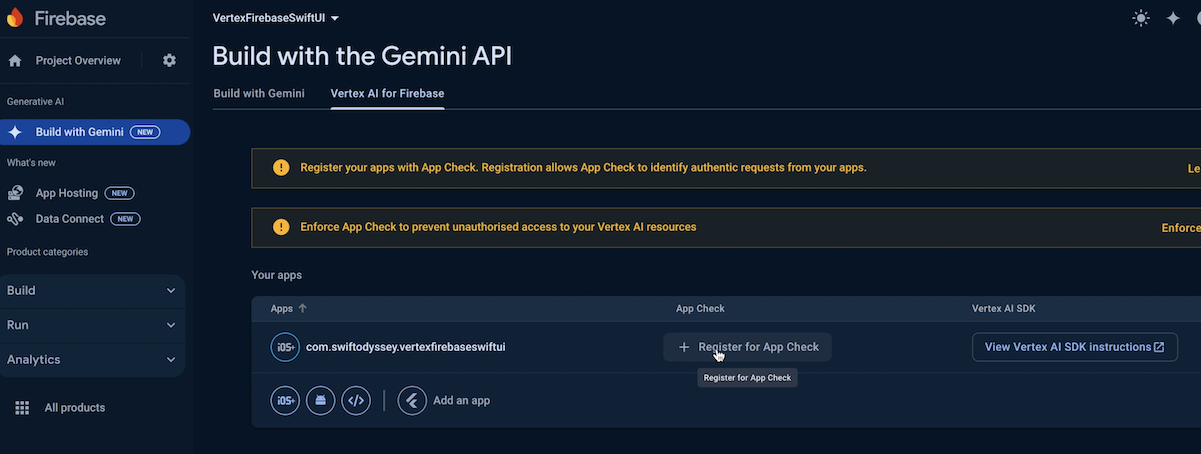 Firebase
VertexFirebaseSwiftUI
Build with the Gemini API
Project Overview
Build with Gemini
Vertex AI for Firebase
Generative AI
Build with Gemini NEW
What's new
App Hosting NEW
Data Connect NEW
Product categories
Build
Run
Analytics
All products
Register your apps with App Check. Registration allows App Check to identify authentic requests from your apps.
Enforce App Check to prevent unauthorised access to your Vertex AI resources
Enforce
Your apps
Apps
App Check
Vertex AI SDK
iOS+ com.swiftodyssey.vertexfirebaseswiftui
Register for App Check
View Vertex AI SDK instructions
Register for App Check
iOS+
Add an app